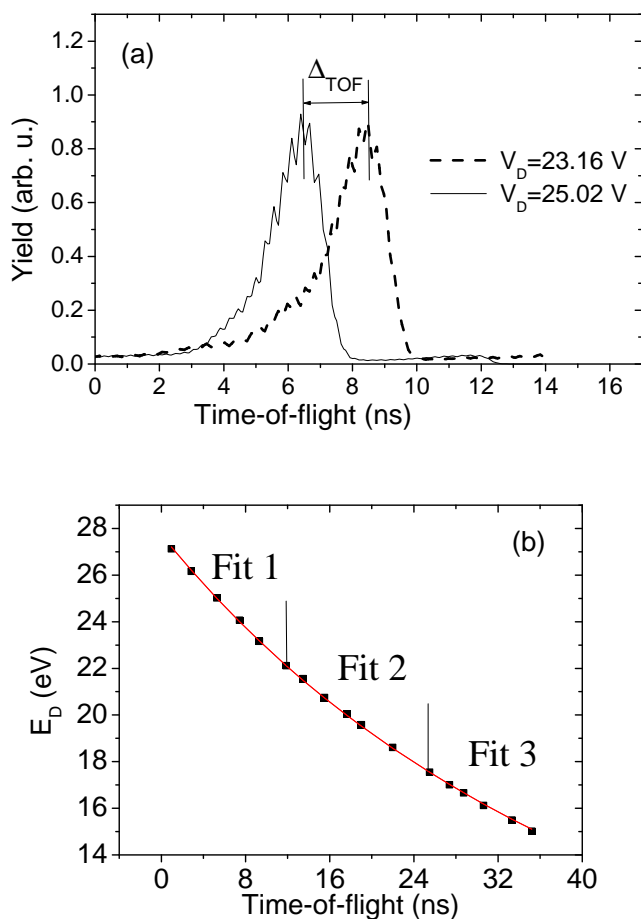 (a)
Δ_TOF
V_D=23.16 V
V_D=25.02 V
1.2
1.0
0.8
0.6
0.4
0.2
0.0
Yield (arb. u.)
0 2 4 6 8 10 12 14 16
Time-of-flight (ns)
(b)
Fit 1
Fit 2
Fit 3
28
26
24
22
20
18
16
14
E_D (eV)
0 8 16 24 32 40
Time-of-flight (ns)